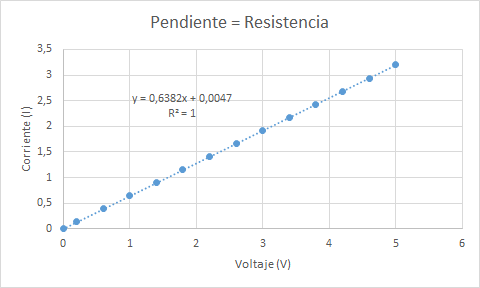 Pendiente = Resistencia
3,5
3
2,5
2
1,5
1
0,5
0
y = 0,6382x + 0,0047
R² = 1
Corriente (I)
0 1 2 3 4 5 6
Voltaje (V)